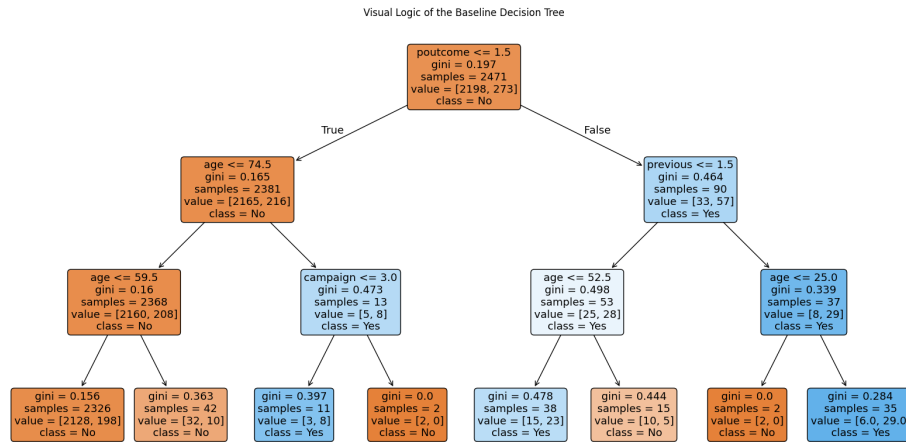 Visual Logic of the Baseline Decision Tree
poutcome <= 1.5
gini = 0.197
samples = 2471
value = [2198, 273]
class = No
True
False
age <= 74.5
gini = 0.165
samples = 2381
value = [2165, 216]
class = No
previous <= 1.5
gini = 0.464
samples = 90
value = [33, 57]
class = Yes
age <= 59.5
gini = 0.16
samples = 2368
value = [2160, 208]
class = No
campaign <= 3.0
gini = 0.473
samples = 13
value = [5, 8]
class = Yes
age <= 52.5
gini = 0.498
samples = 53
value = [25, 28]
class = Yes
age <= 25.0
gini = 0.339
samples = 37
value = [8, 29]
class = Yes
gini = 0.156
samples = 2326
value = [2128, 198]
class = No
gini = 0.363
samples = 42
value = [32, 10]
class = No
gini = 0.397
samples = 11
value = [3, 8]
class = Yes
gini = 0.0
samples = 2
value = [2, 0]
class = No
gini = 0.478
samples = 38
value = [15, 23]
class = Yes
gini = 0.444
samples = 15
value = [10, 5]
class = No
gini = 0.0
samples = 2
value = [2, 0]
class = No
gini = 0.284
samples = 35
value = [6.0, 29.0]
class = Yes